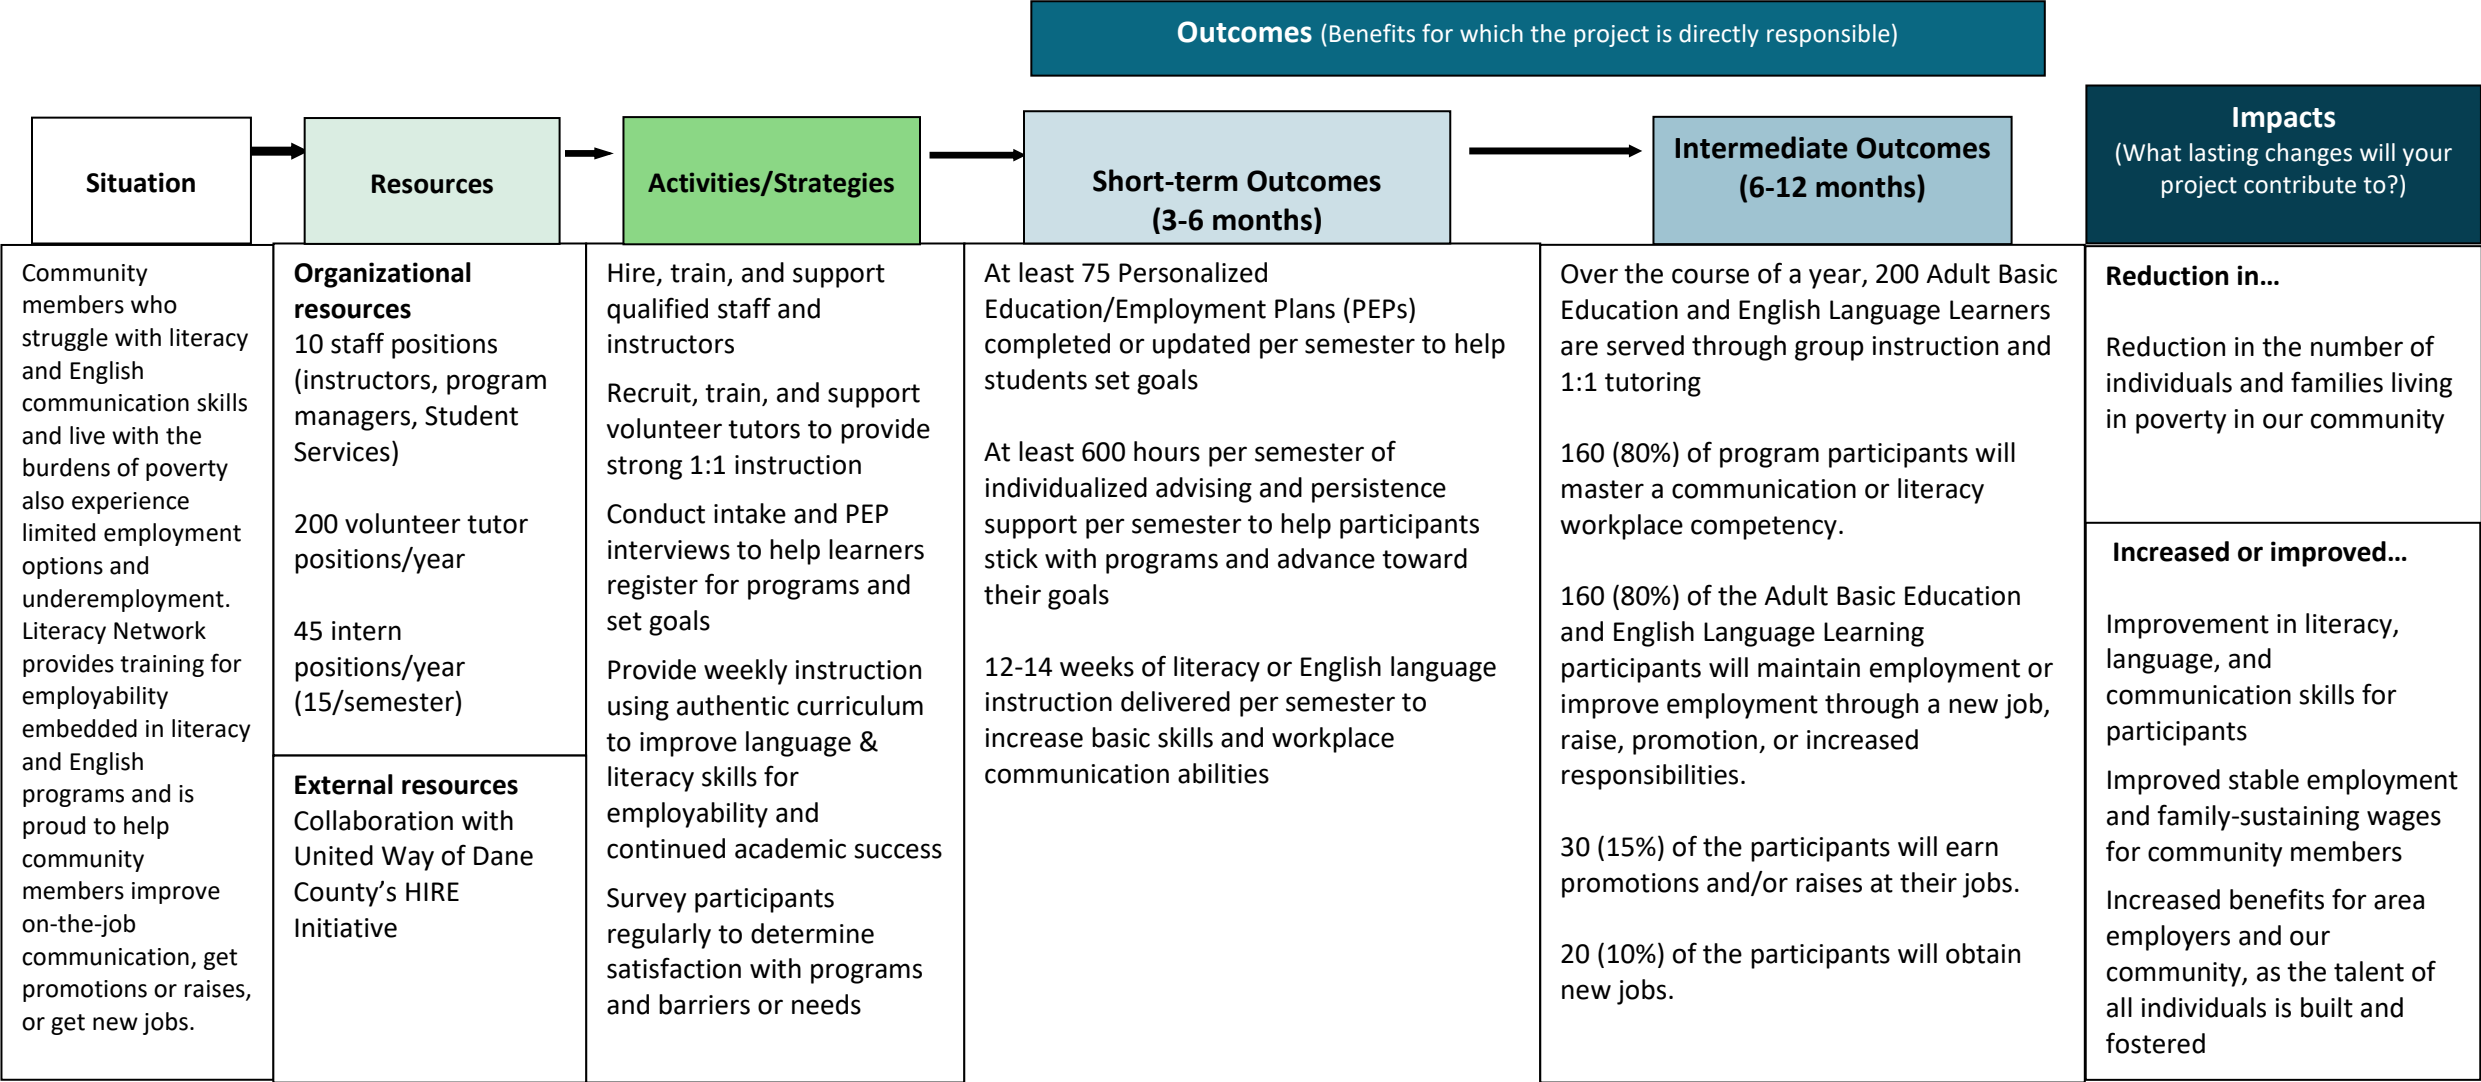 Outcomes (Benefits for which the project is directly responsible)
Situation
Resources
Activities/Strategies
Short-term Outcomes
(3-6 months)
Intermediate Outcomes
(6-12 months)
Impacts
(What lasting changes will your
project contribute to?)
Community
members who
struggle with literacy
and English
communication skills
and live with the
burdens of poverty
also experience
limited employment
options and
underemployment.
Literacy Network
provides training for
employability
embedded in literacy
and English
programs and is
proud to help
community
members improve
on-the-job
communication, get
promotions or raises,
or get new jobs.
Organizational
resources
10 staff positions
(instructors, program
managers, Student
Services)
200 volunteer tutor
positions/year
45 intern
positions/year
(15/semester)
External resources
Collaboration with
United Way of Dane
County’s HIRE
Initiative
Hire, train, and support
qualified staff and
instructors
Recruit, train, and support
volunteer tutors to provide
strong 1:1 instruction
Conduct intake and PEP
interviews to help learners
register for programs and
set goals
Provide weekly instruction
using authentic curriculum
to improve language &
literacy skills for
employability and
continued academic success
Survey participants
regularly to determine
satisfaction with programs
and barriers or needs
At least 75 Personalized
Education/Employment Plans (PEPs)
completed or updated per semester to help
students set goals
At least 600 hours per semester of
individualized advising and persistence
support per semester to help participants
stick with programs and advance toward
their goals
12-14 weeks of literacy or English language
instruction delivered per semester to
increase basic skills and workplace
communication abilities
Over the course of a year, 200 Adult Basic
Education and English Language Learners
are served through group instruction and
1:1 tutoring
160 (80%) of program participants will
master a communication or literacy
workplace competency.
160 (80%) of the Adult Basic Education
and English Language Learning
participants will maintain employment or
improve employment through a new job,
raise, promotion, or increased
responsibilities.
30 (15%) of the participants will earn
promotions and/or raises at their jobs.
20 (10%) of the participants will obtain
new jobs.
Reduction in…
Reduction in the number of
individuals and families living
in poverty in our community
Increased or improved…
Improvement in literacy,
language, and
communication skills for
participants
Improved stable employment
and family-sustaining wages
for community members
Increased benefits for area
employers and our
community, as the talent of
all individuals is built and
fostered